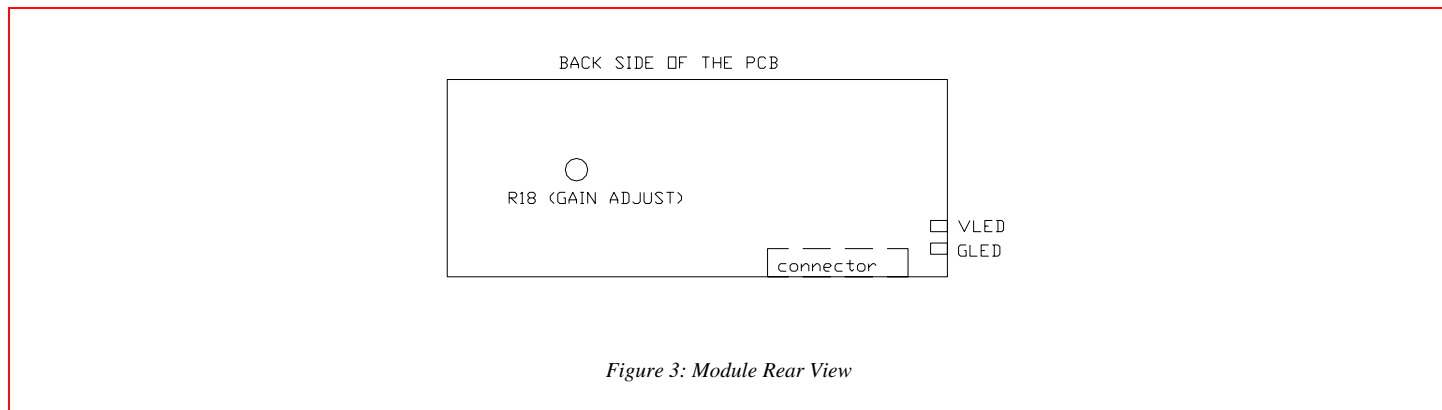 BACK SIDE OF THE PCB
R18 (GAIN ADJUST)
VLED
GLED
connector
Figure 3: Module Rear View